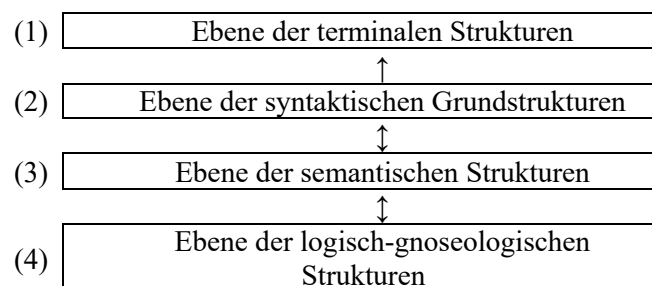 (1) Ebene der terminalen Strukturen
↑
(2) Ebene der syntaktischen Grundstrukturen
↕
(3) Ebene der semantischen Strukturen
↕
(4) Ebene der logisch-gnoseologischen
Strukturen